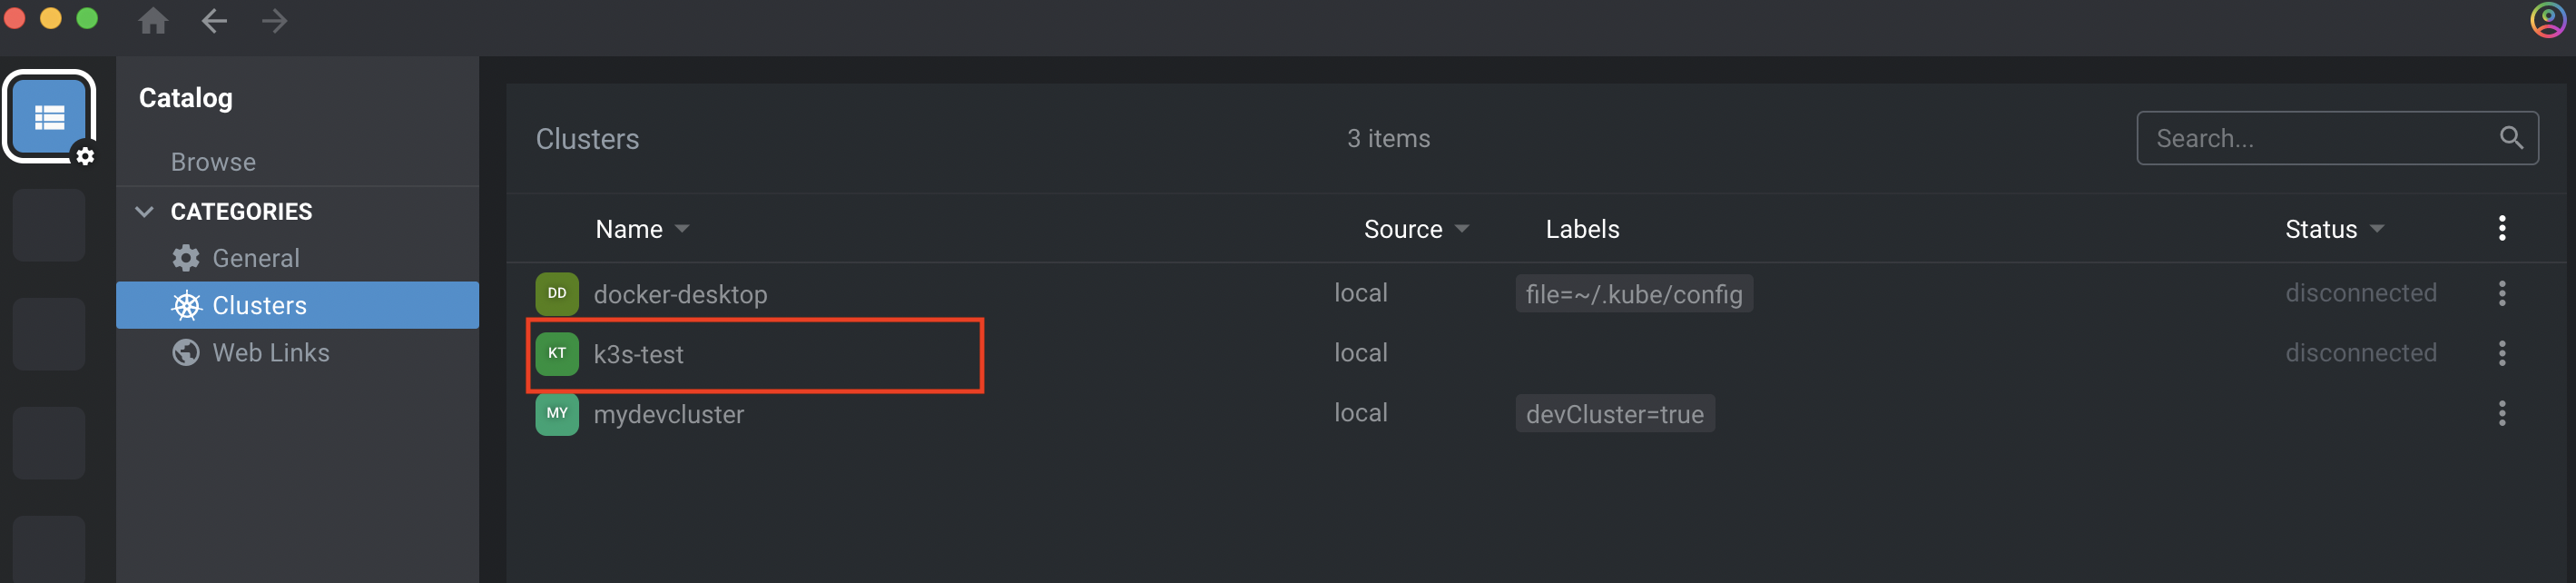 Catalog
Browse
CATEGORIES
General
Clusters
Web Links
Clusters
3 items
Search...
Name Source Labels Status
DD docker-desktop local file=~/.kube/config disconnected
KT k3s-test local disconnected
MY mydevcluster local devCluster=true